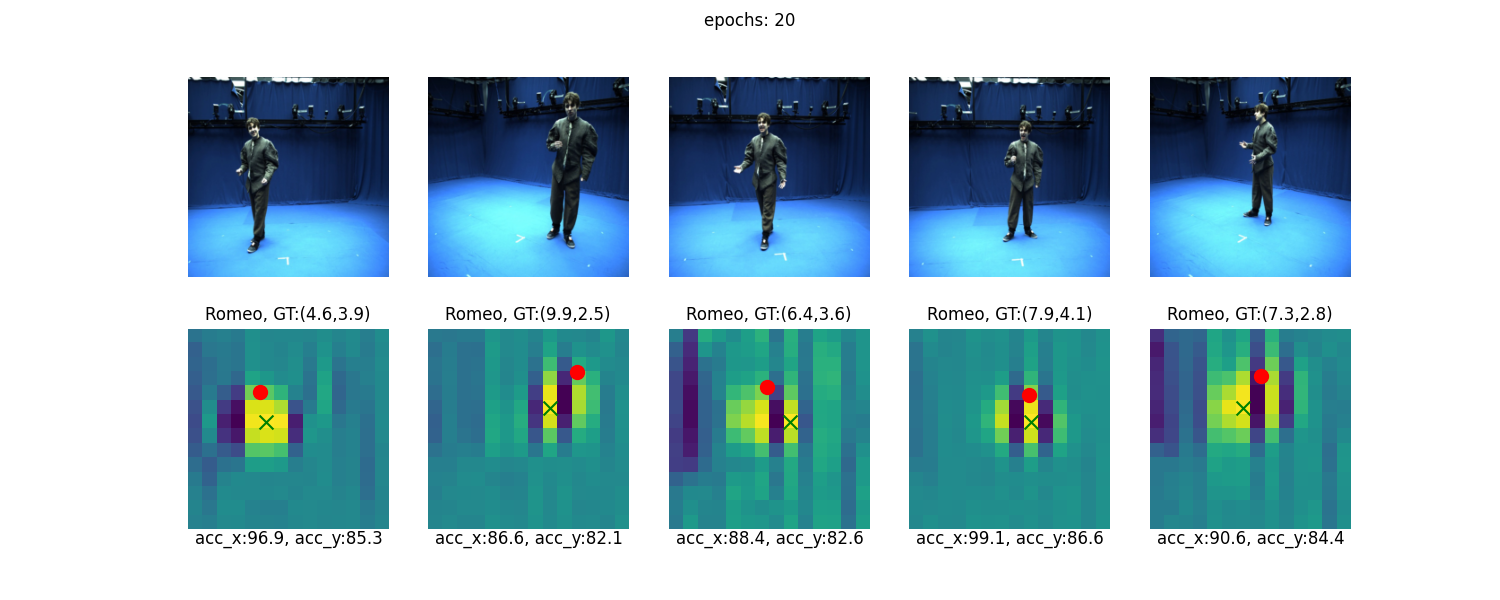 epochs: 20
Romeo, GT:(4.6,3.9)
Romeo, GT:(9.9,2.5)
Romeo, GT:(6.4,3.6)
Romeo, GT:(7.9,4.1)
Romeo, GT:(7.3,2.8)
acc_x:96.9, acc_y:85.3
acc_x:86.6, acc_y:82.1
acc_x:88.4, acc_y:82.6
acc_x:99.1, acc_y:86.6
acc_x:90.6, acc_y:84.4